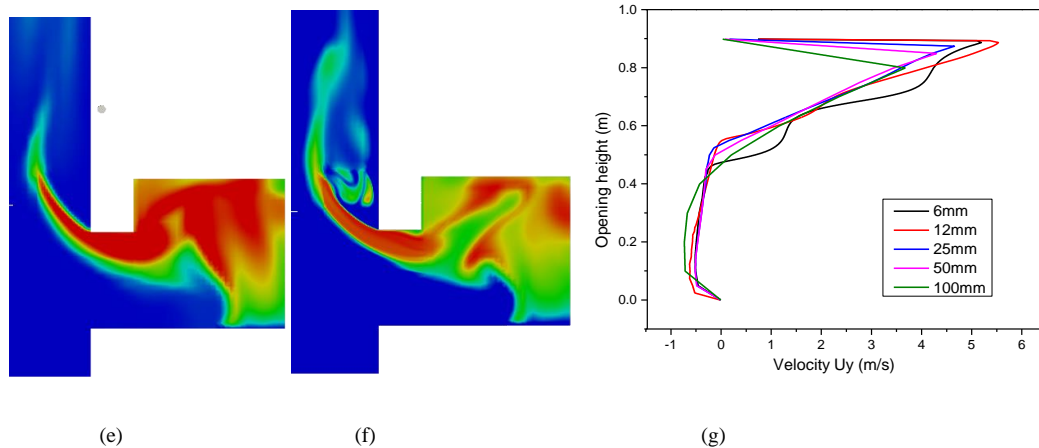 1.0
0.8
0.6
0.4
0.2
0.0
Opening height (m)
6mm
12mm
25mm
50mm
100mm
-1 0 1 2 3 4 5 6
Velocity Uy (m/s)
(e) (f) (g)